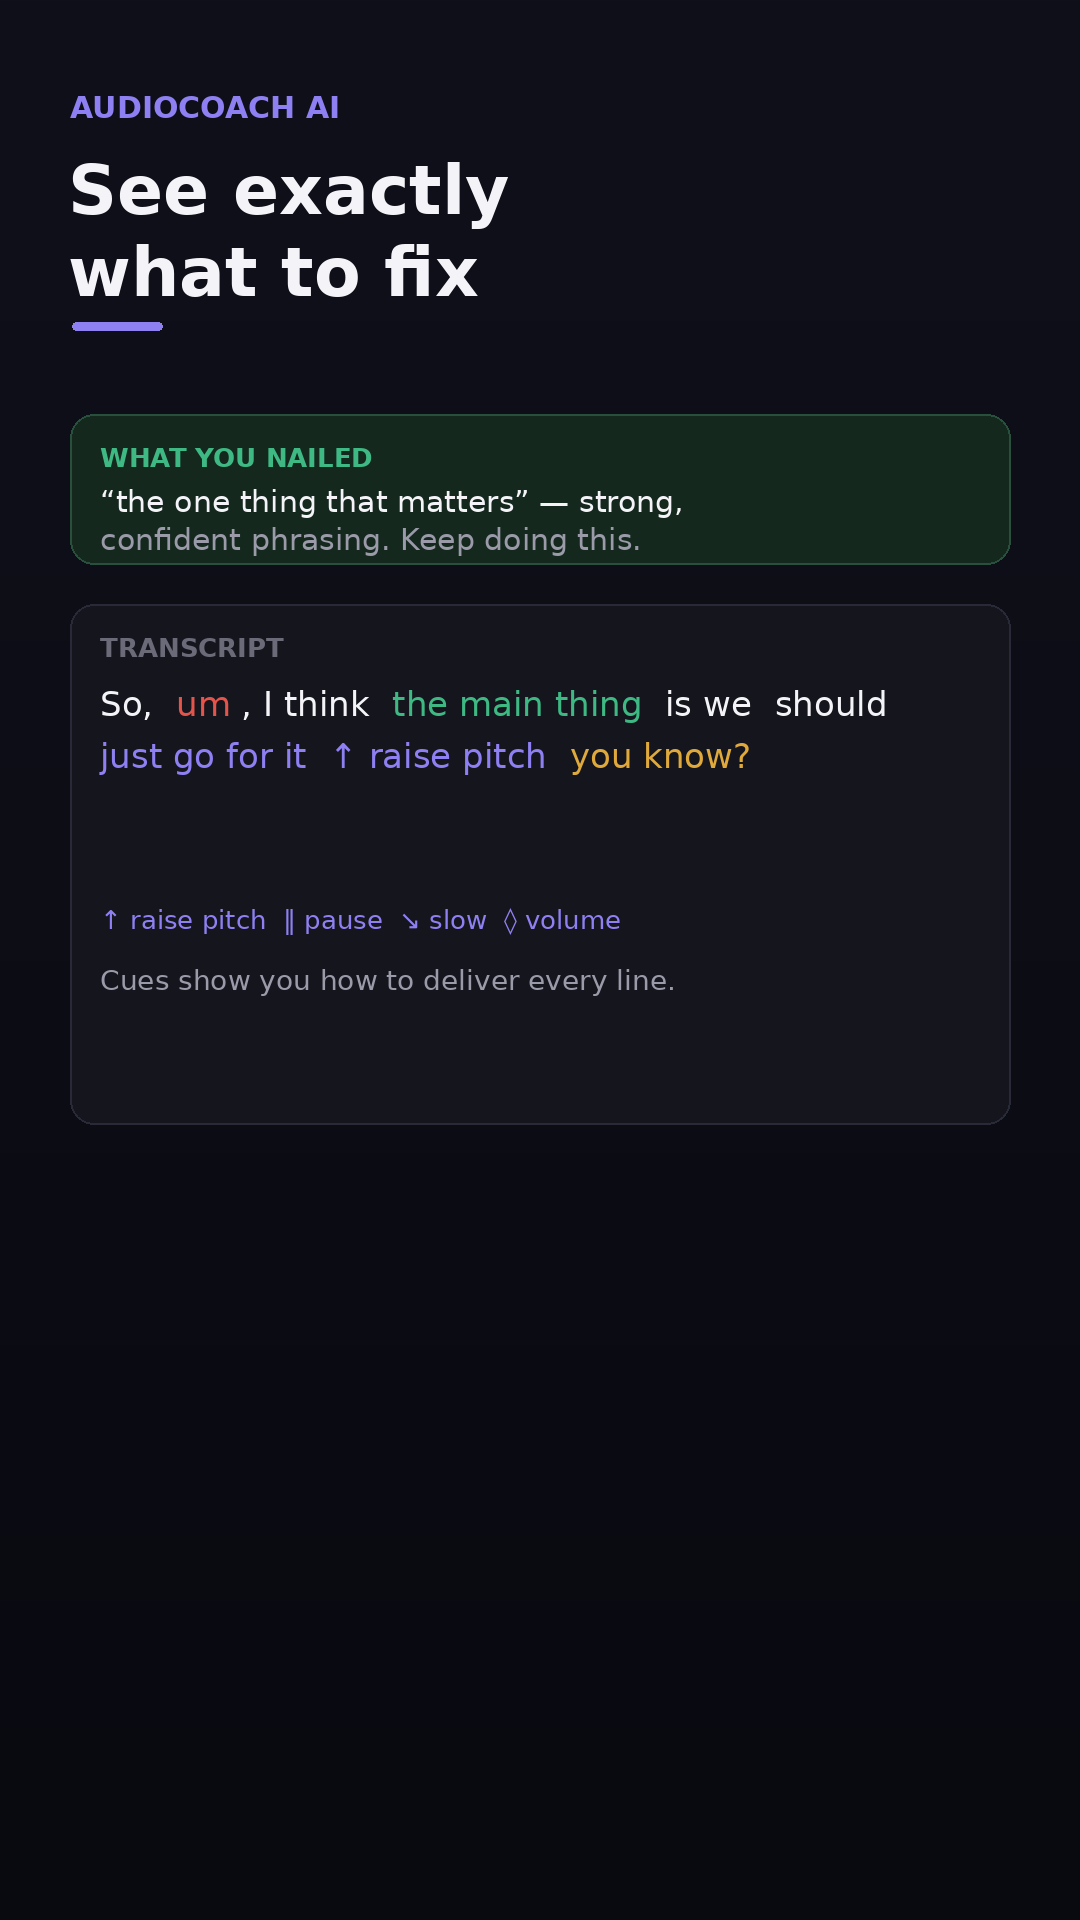 AUDIOCOACH AI
See exactly
what to fix
WHAT YOU NAILED
“the one thing that matters” — strong,
confident phrasing. Keep doing this.
TRANSCRIPT
So, um , I think the main thing is we should
just go for it ↑ raise pitch you know?
↑ raise pitch ‖ pause ↘ slow ◊ volume
Cues show you how to deliver every line.